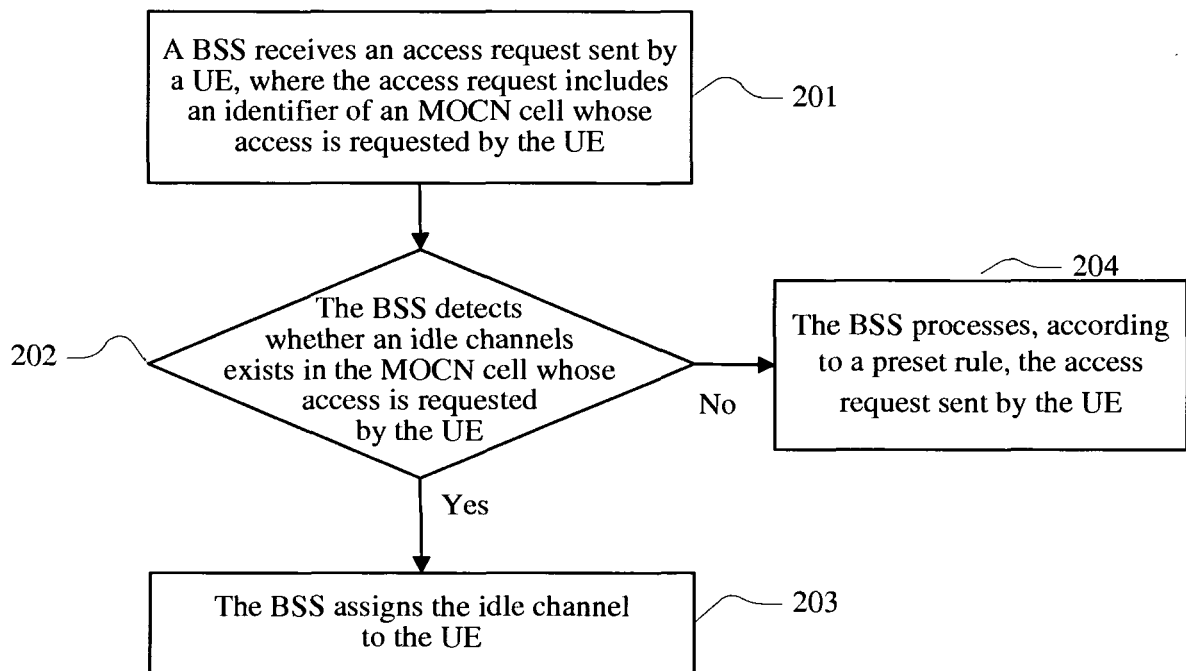 A BSS receives an access request sent by
a UE, where the access request includes
an identifier of an MOCN cell whose
access is requested by the UE
201
204
The BSS detects
whether an idle channels
exists in the MOCN cell whose
access is requested
by the UE
202
The BSS processes, according
to a preset rule, the access
request sent by the UE
No
Yes
The BSS assigns the idle channel
to the UE
203